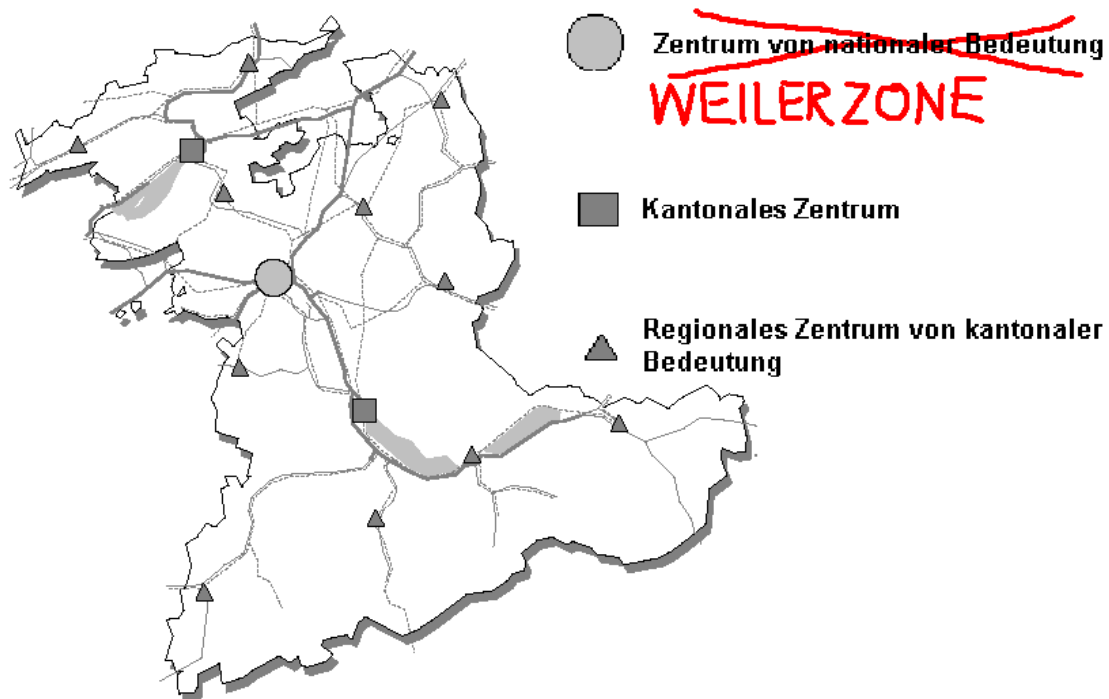 Zentrum von nationaler Bedeutung
WEILERZONE
Kantonales Zentrum
Regionales Zentrum von kantonaler
Bedeutung